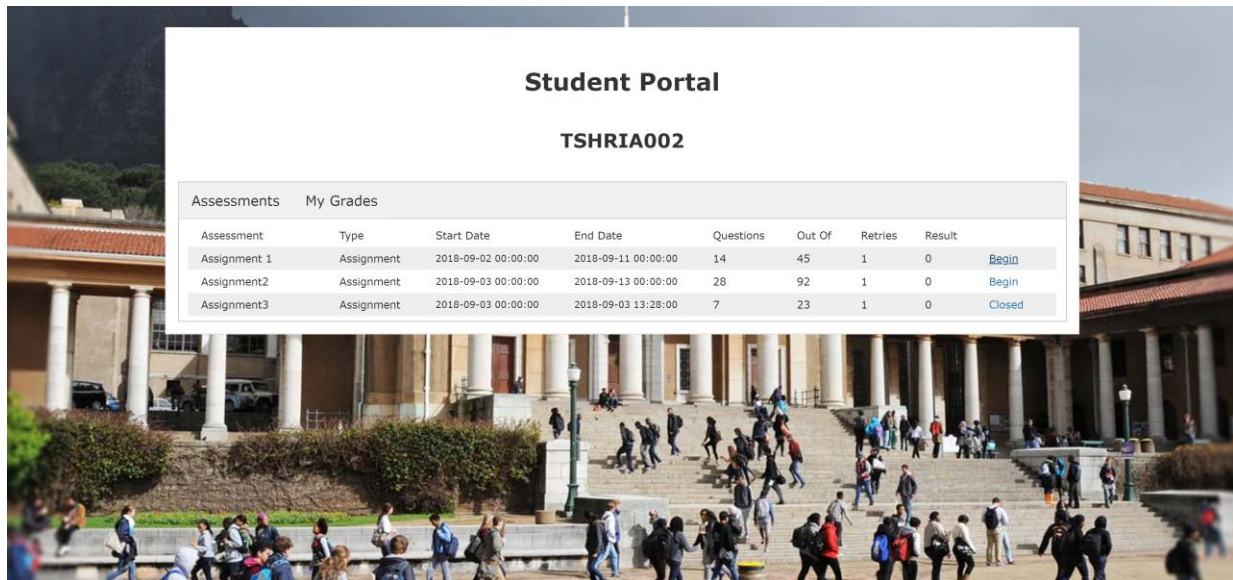 Student Portal
TSHRIA002
Assessments My Grades
Assessment Type Start Date End Date Questions Out Of Retries Result
Assignment 1 Assignment 2018-09-02 00:00:00 2018-09-11 00:00:00 14 45 1 0 Begin
Assignment2 Assignment 2018-09-03 00:00:00 2018-09-13 00:00:00 28 92 1 0 Begin
Assignment3 Assignment 2018-09-03 00:00:00 2018-09-03 13:28:00 7 23 1 0 Closed